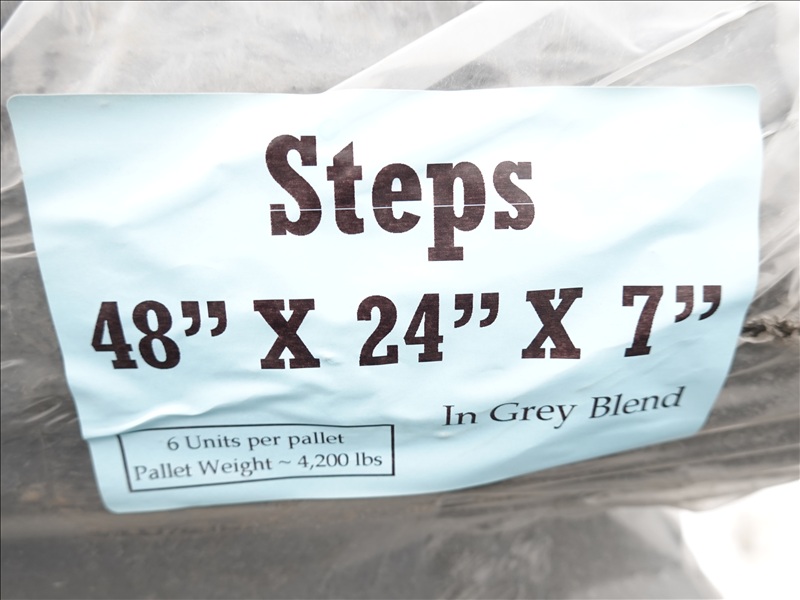 Steps
48” X 24” X 7”
In Grey Blend
6 Units per pallet
Pallet Weight ~ 4,200 lbs